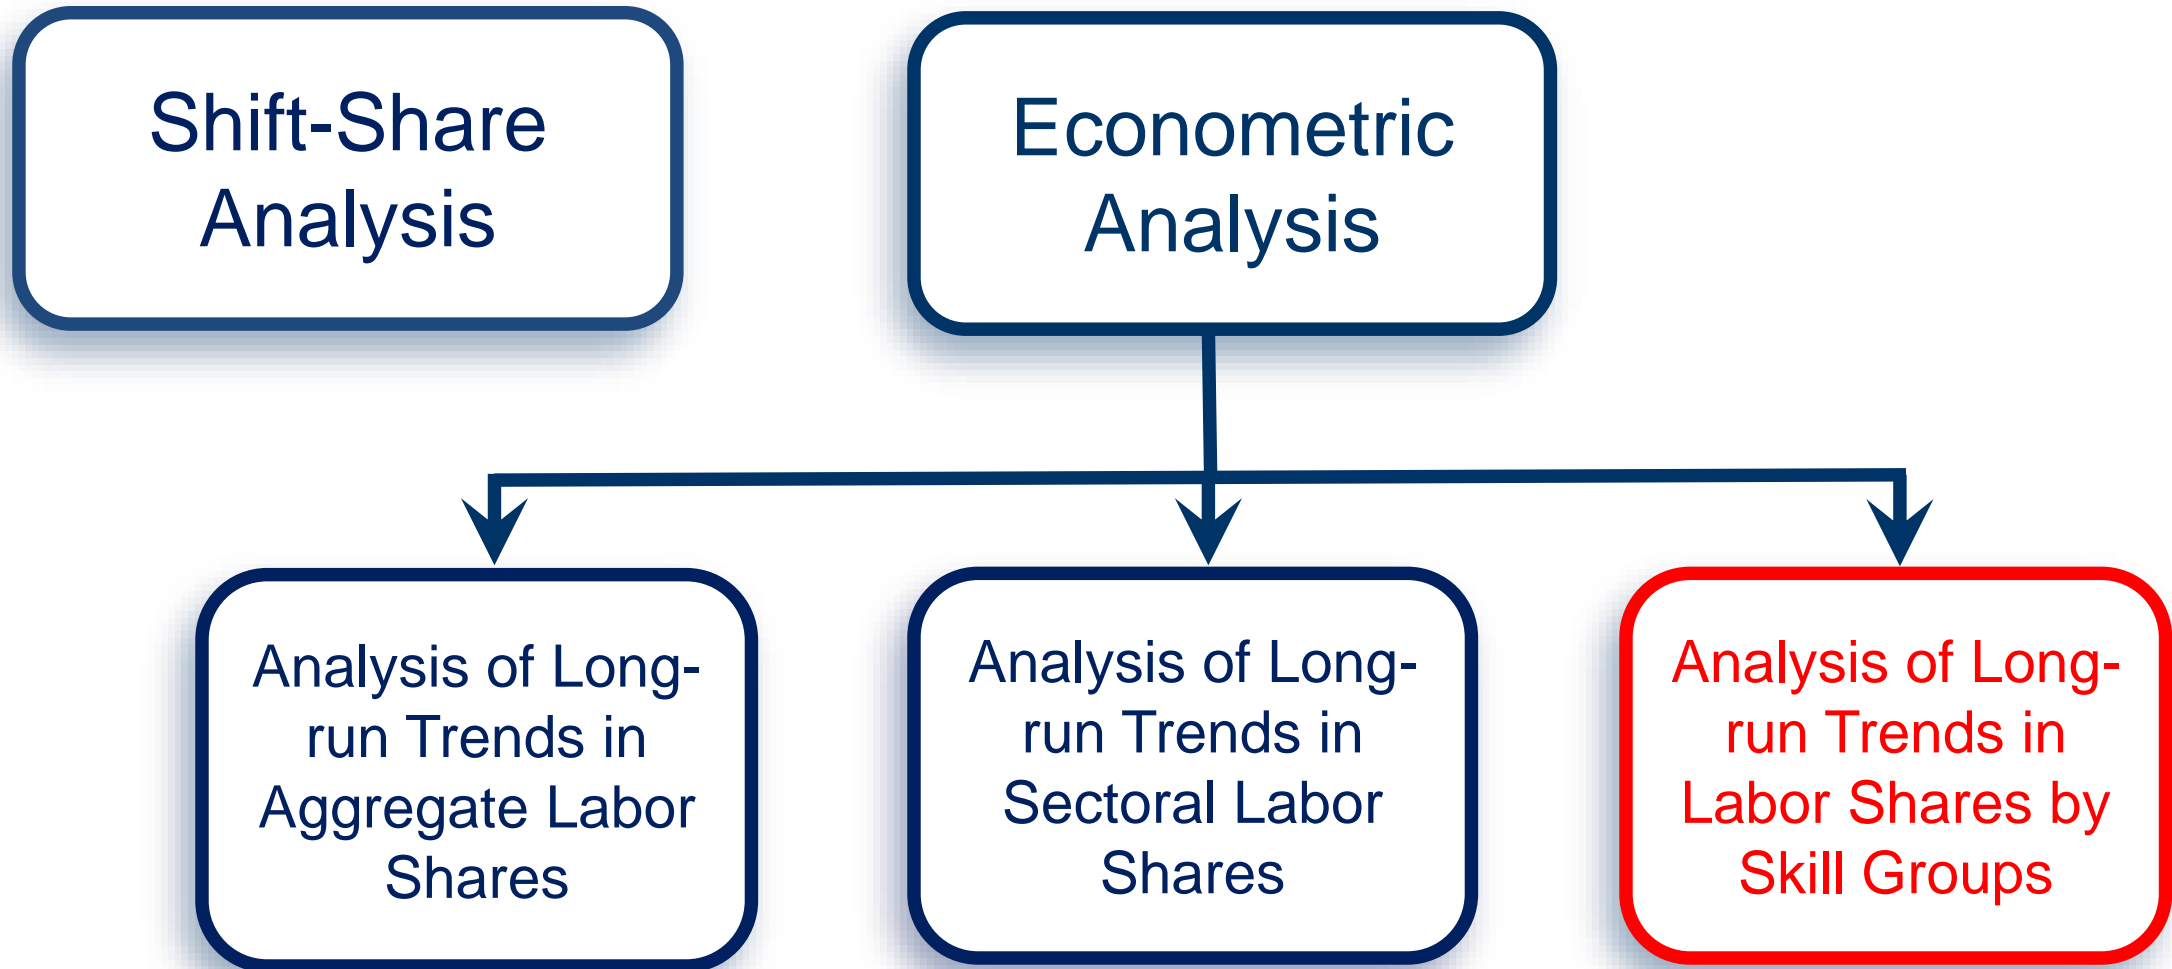 Shift-Share
Analysis
Econometric
Analysis
Analysis of Long-
run Trends in
Aggregate Labor
Shares
Analysis of Long-
run Trends in
Sectoral Labor
Shares
Analysis of Long-
run Trends in
Labor Shares by
Skill Groups